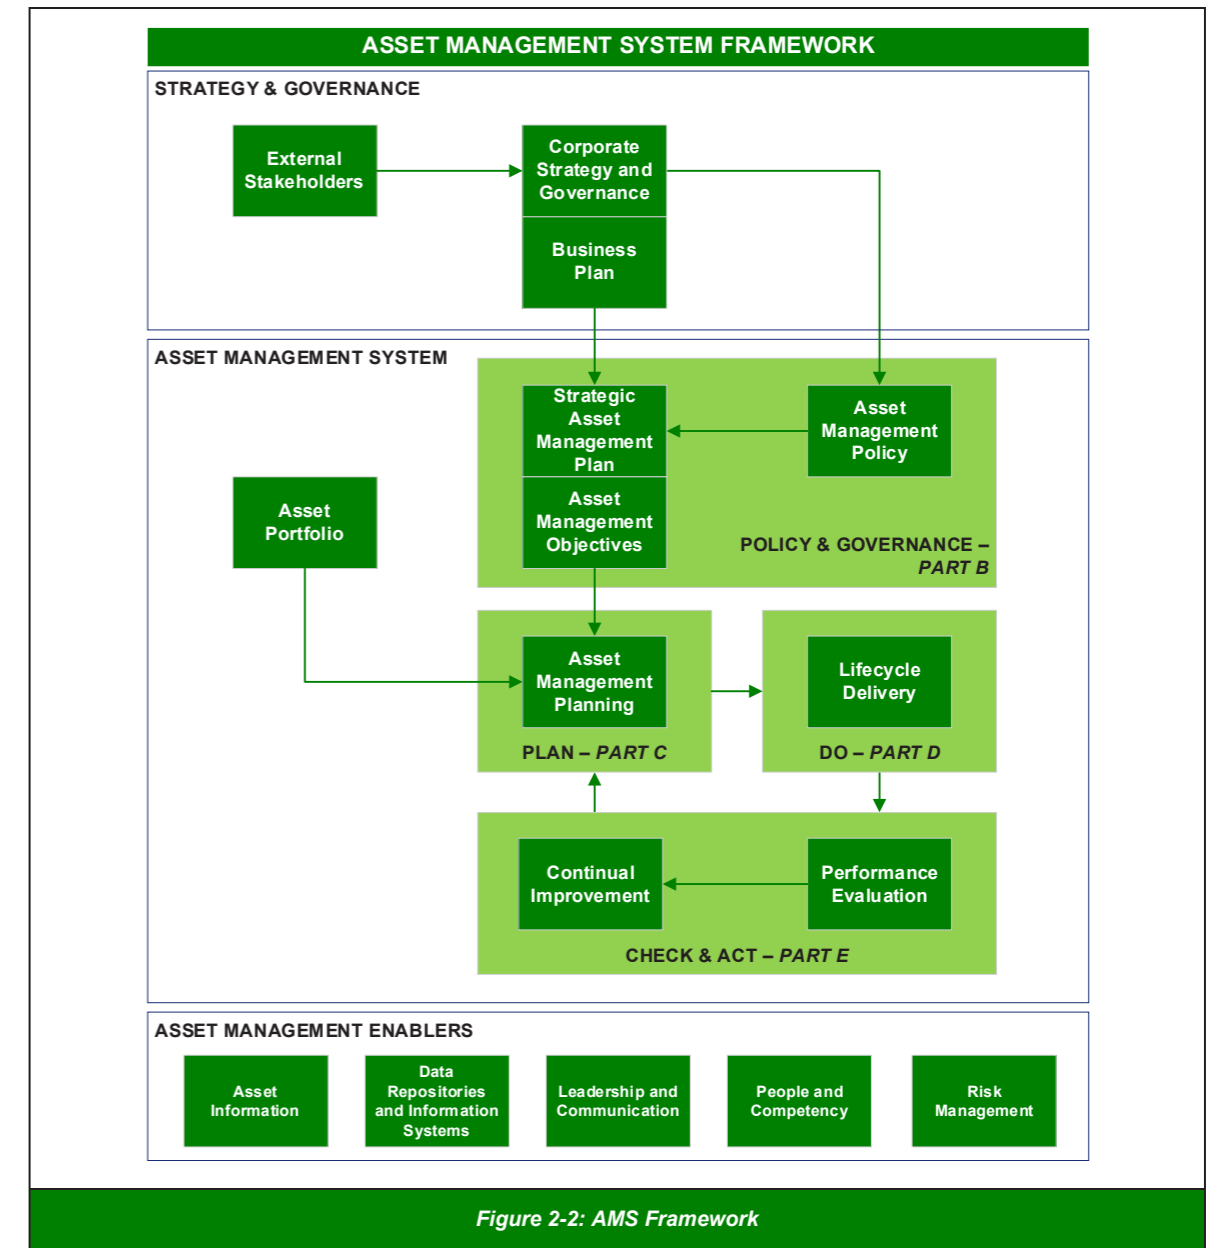 ASSET MANAGEMENT SYSTEM FRAMEWORK
STRATEGY & GOVERNANCE
External
Stakeholders
Corporate
Strategy and
Governance
Business
Plan
ASSET MANAGEMENT SYSTEM
Strategic
Asset
Management
Plan
Asset
Management
Policy
Asset
Portfolio
Asset
Management
Objectives
POLICY & GOVERNANCE –
PART B
Asset
Management
Planning
PLAN – PART C
Lifecycle
Delivery
DO – PART D
Continual
Improvement
Performance
Evaluation
CHECK & ACT – PART E
ASSET MANAGEMENT ENABLERS
Asset
Information
Data
Repositories
and Information
Systems
Leadership and
Communication
People and
Competency
Risk
Management
Figure 2-2: AMS Framework